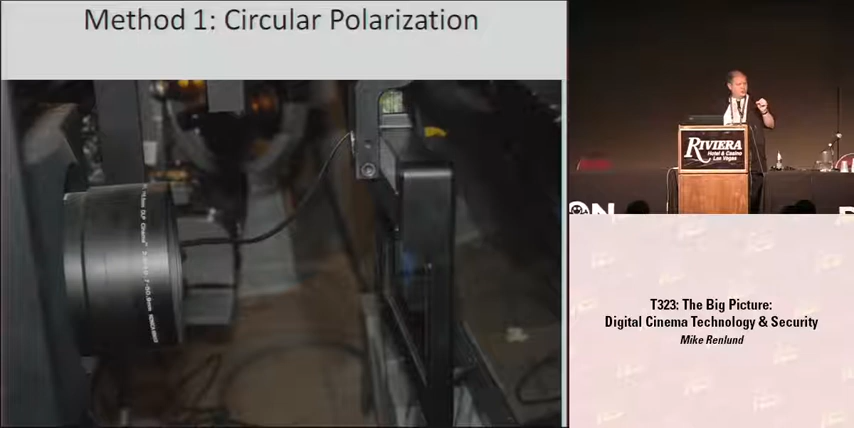 Method 1: Circular Polarization
RIVIERA
Hotel & Casino
Las Vegas
ON
T323: The Big Picture:
Digital Cinema Technology & Security
Mike Renlund